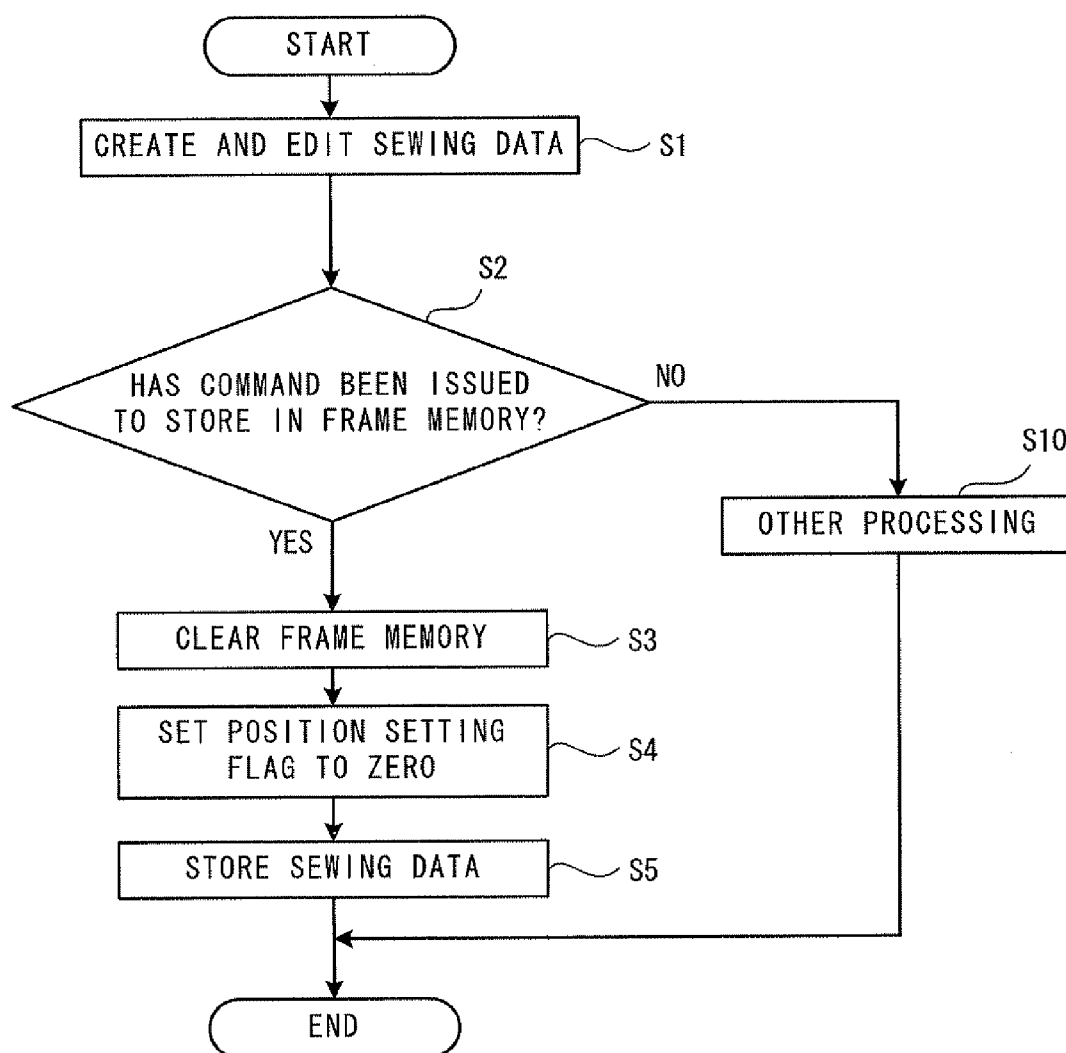 START
CREATE AND EDIT SEWING DATA
S1
S2
HAS COMMAND BEEN ISSUED
TO STORE IN FRAME MEMORY?
NO
S10
OTHER PROCESSING
YES
CLEAR FRAME MEMORY
S3
SET POSITION SETTING
FLAG TO ZERO
S4
STORE SEWING DATA
S5
END